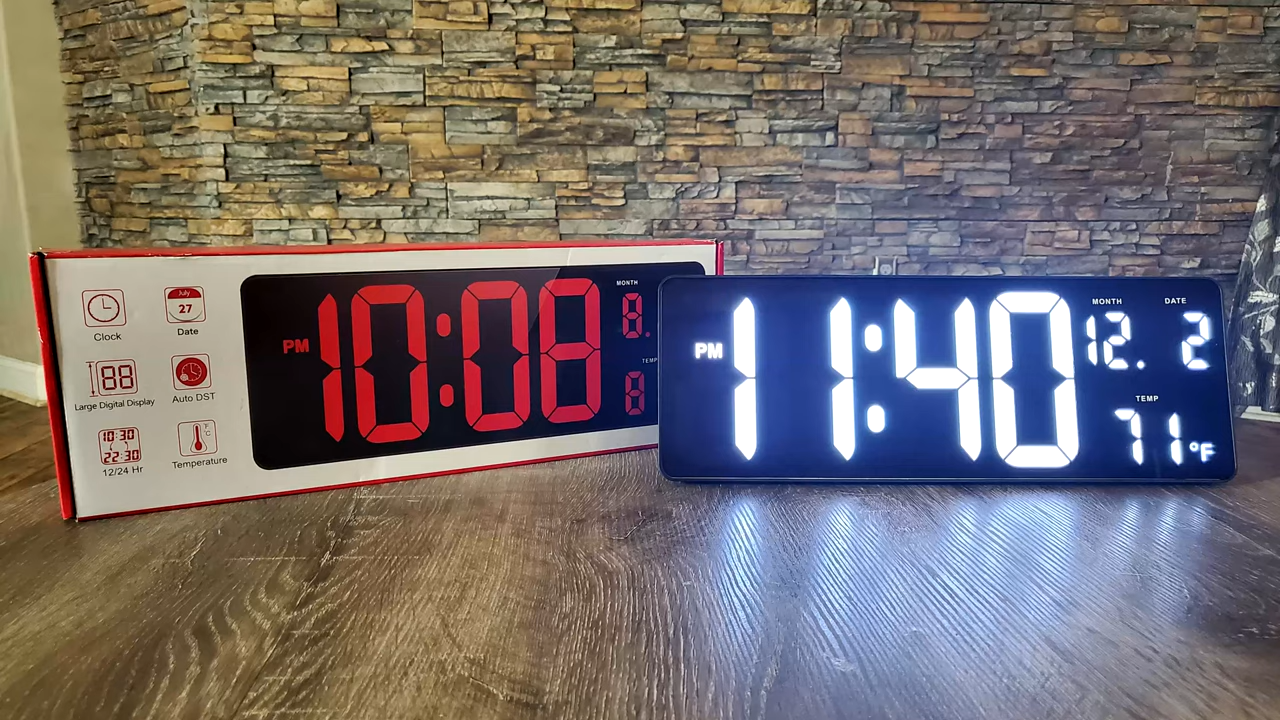 Clock
July
27
Date
88
Large Digital Display
Auto DST
10:30
22:30
12/24 Hr
°F
°C
Temperature
PM 10:08
MONTH
8.
TEMP
8
PM 11:40
MONTH DATE
12. 2
TEMP
71°F